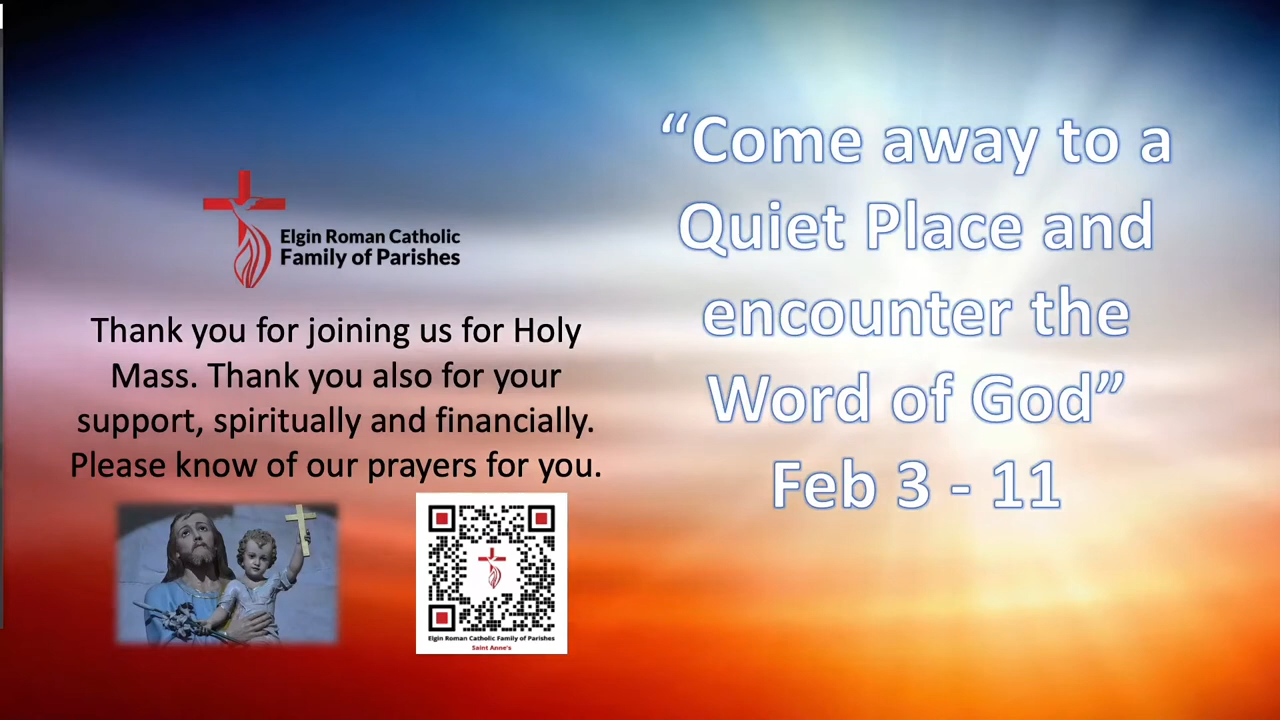 Elgin Roman Catholic
Family of Parishes
Thank you for joining us for Holy
Mass. Thank you also for your
support, spiritually and financially.
Please know of our prayers for you.
Elgin Roman Catholic Family of Parishes
Saint Anne's
“Come away to a
Quiet Place and
encounter the
Word of God”
Feb 3 - 11